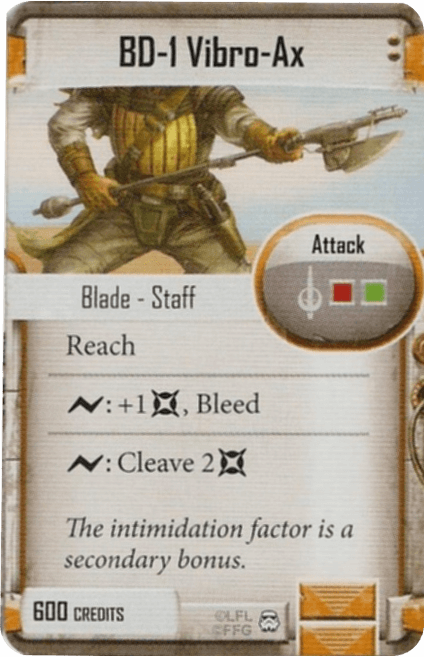 BD-1 Vibro-Ax
Attack
Blade - Staff
Reach
: +1, Bleed
: Cleave 2
The intimidation factor is a
secondary bonus.
600 CREDITS
©LFL
©FFG